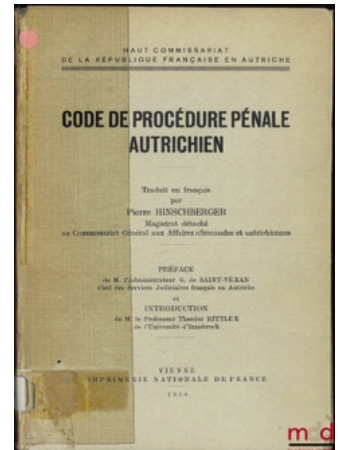 HAUT COMMISSARIAT
DE LA RÉPUBLIQUE FRANÇAISE EN AUTRICHE
CODE DE PROCÉDURE PÉNALE
AUTRICHIEN
Traduit en français
par
Pierre HINSCHBERGER
Magistrat détaché
au Commissariat Général aux Affaires allemandes et autrichiennes
PRÉFACE
de M. l'Administrateur G. de SAINT-VÉRAN
Chef des Services Judiciaires français en Autriche
et
INTRODUCTION
de M. le Professeur Theodor RITTLER
de l'Université d'Innsbruck
VIENNE
IMPRIMERIE NATIONALE DE FRANCE
mdd